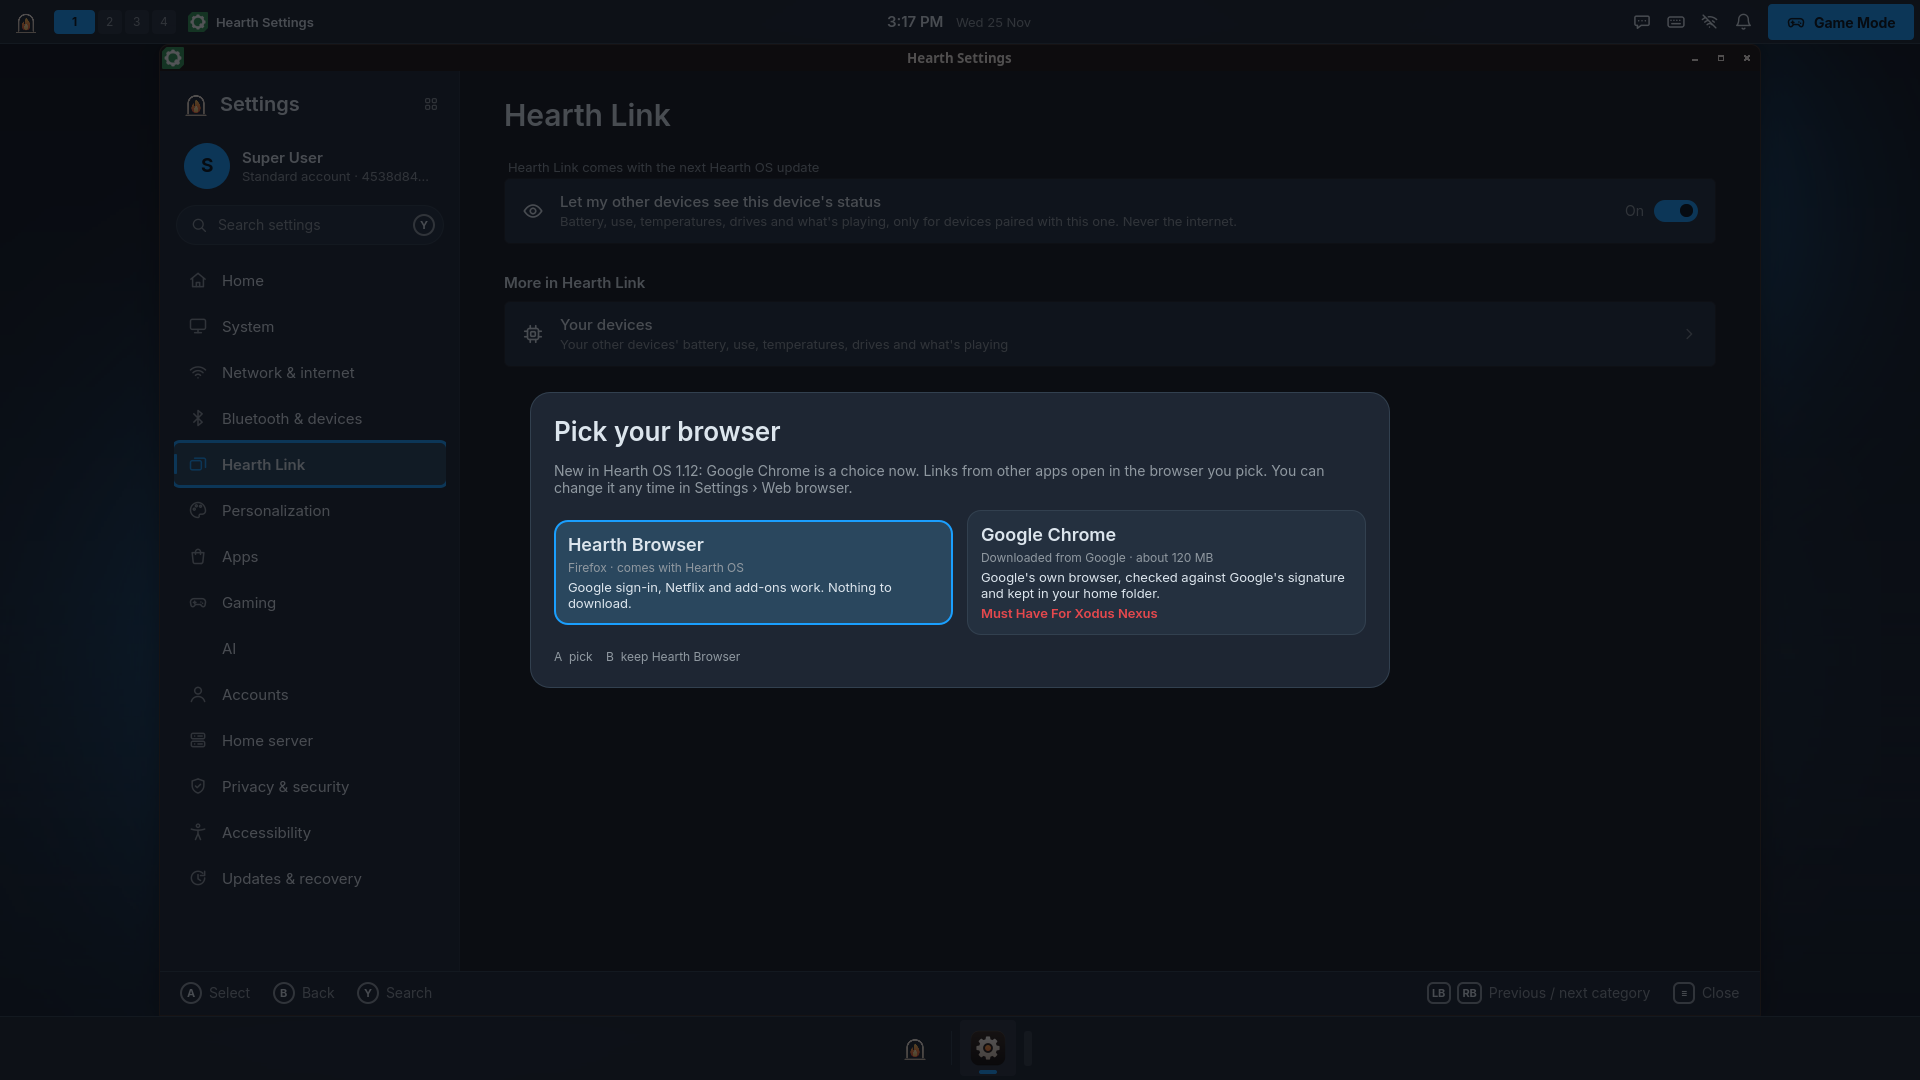 1 2 3 4 Hearth Settings
3:17 PM Wed 25 Nov
Game Mode
Hearth Settings
Settings
S
Super User
Standard account · 4538d84...
Search settings Y
Home
System
Network & internet
Bluetooth & devices
Hearth Link
Personalization
Apps
Gaming
AI
Accounts
Home server
Privacy & security
Accessibility
Updates & recovery
Hearth Link
Hearth Link comes with the next Hearth OS update
Let my other devices see this device's status
Battery, use, temperatures, drives and what's playing, only for devices paired with this one. Never the internet.
On
More in Hearth Link
Your devices
Your other devices' battery, use, temperatures, drives and what's playing
Pick your browser
New in Hearth OS 1.12: Google Chrome is a choice now. Links from other apps open in the browser you pick. You can
change it any time in Settings › Web browser.
Hearth Browser
Firefox · comes with Hearth OS
Google sign-in, Netflix and add-ons work. Nothing to
download.
Google Chrome
Downloaded from Google · about 120 MB
Google's own browser, checked against Google's signature
and kept in your home folder.
Must Have For Xodus Nexus
A pick B keep Hearth Browser
A Select B Back Y Search
LB RB Previous / next category ≡ Close